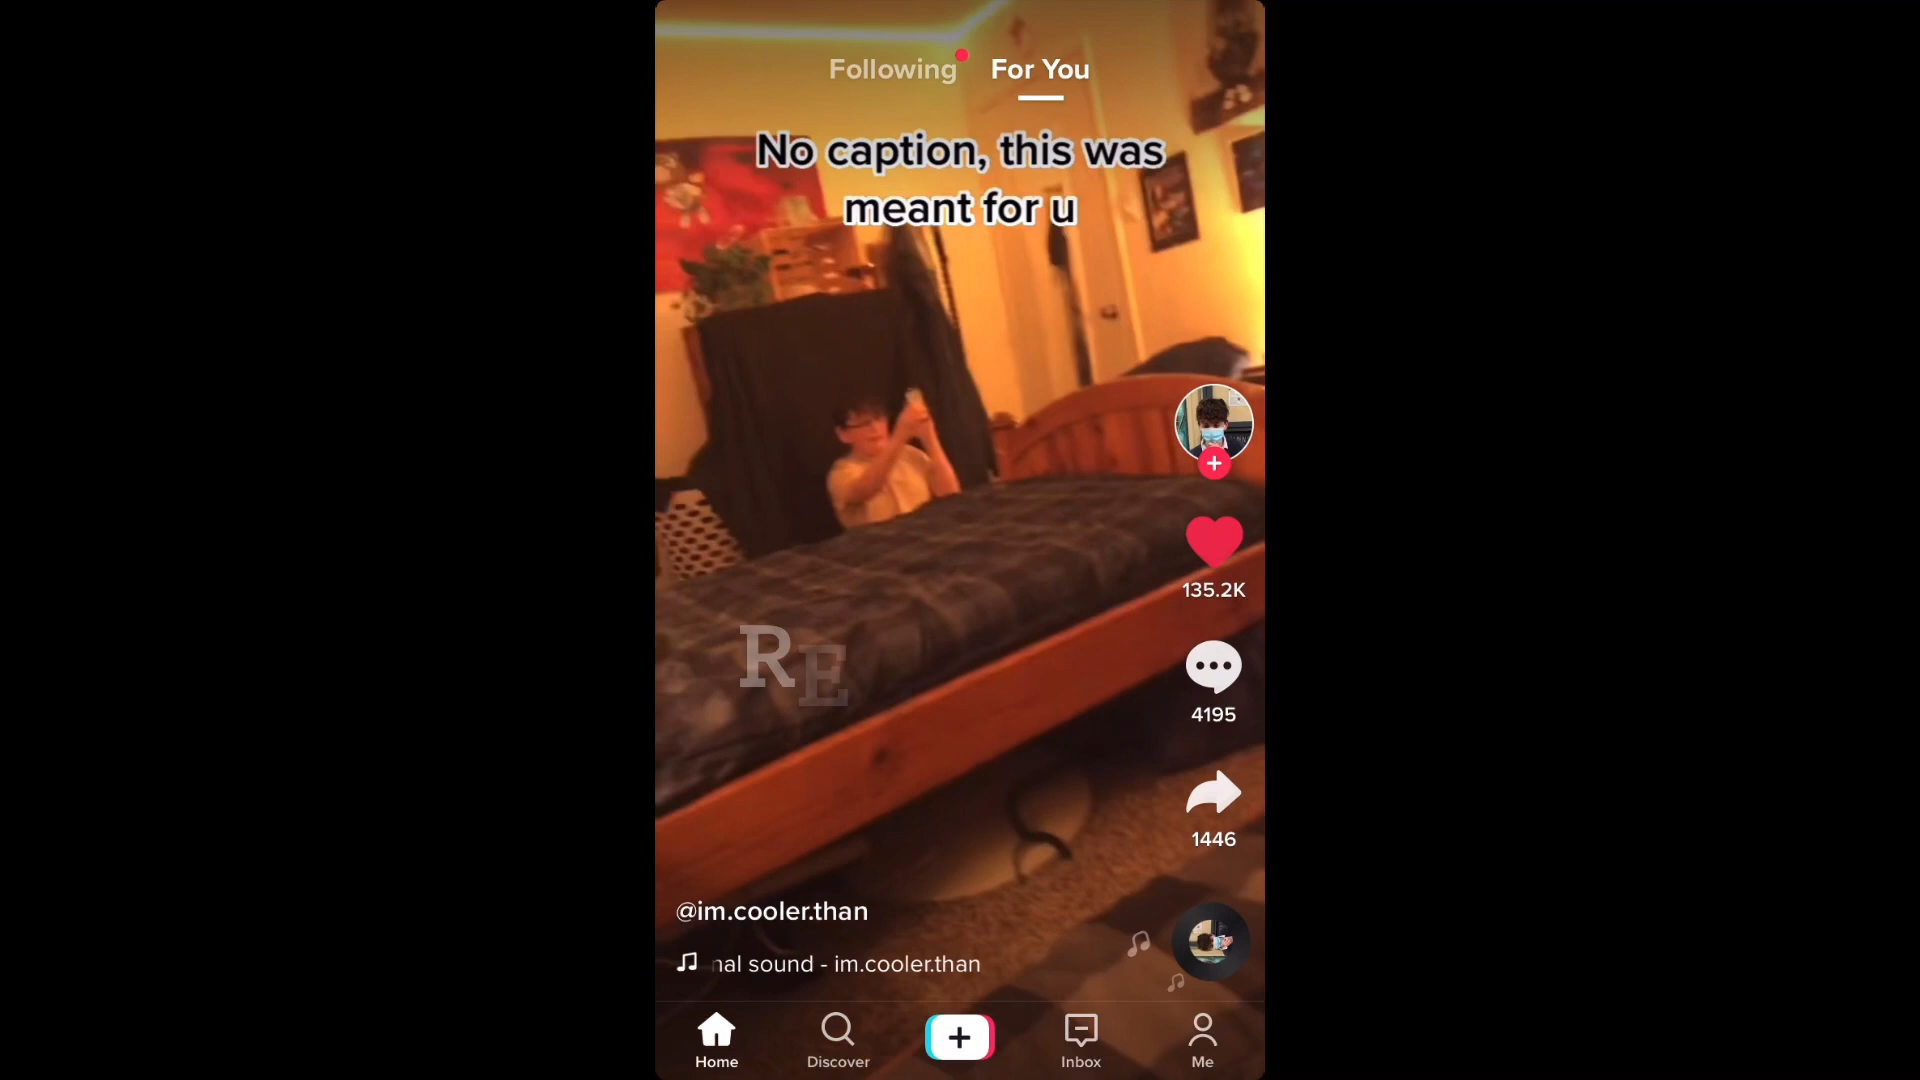 Following For You
No caption, this was
meant for u
135.2K
RE
4195
1446
@im.cooler.than
nal sound - im.cooler.than
Home Discover Inbox Me